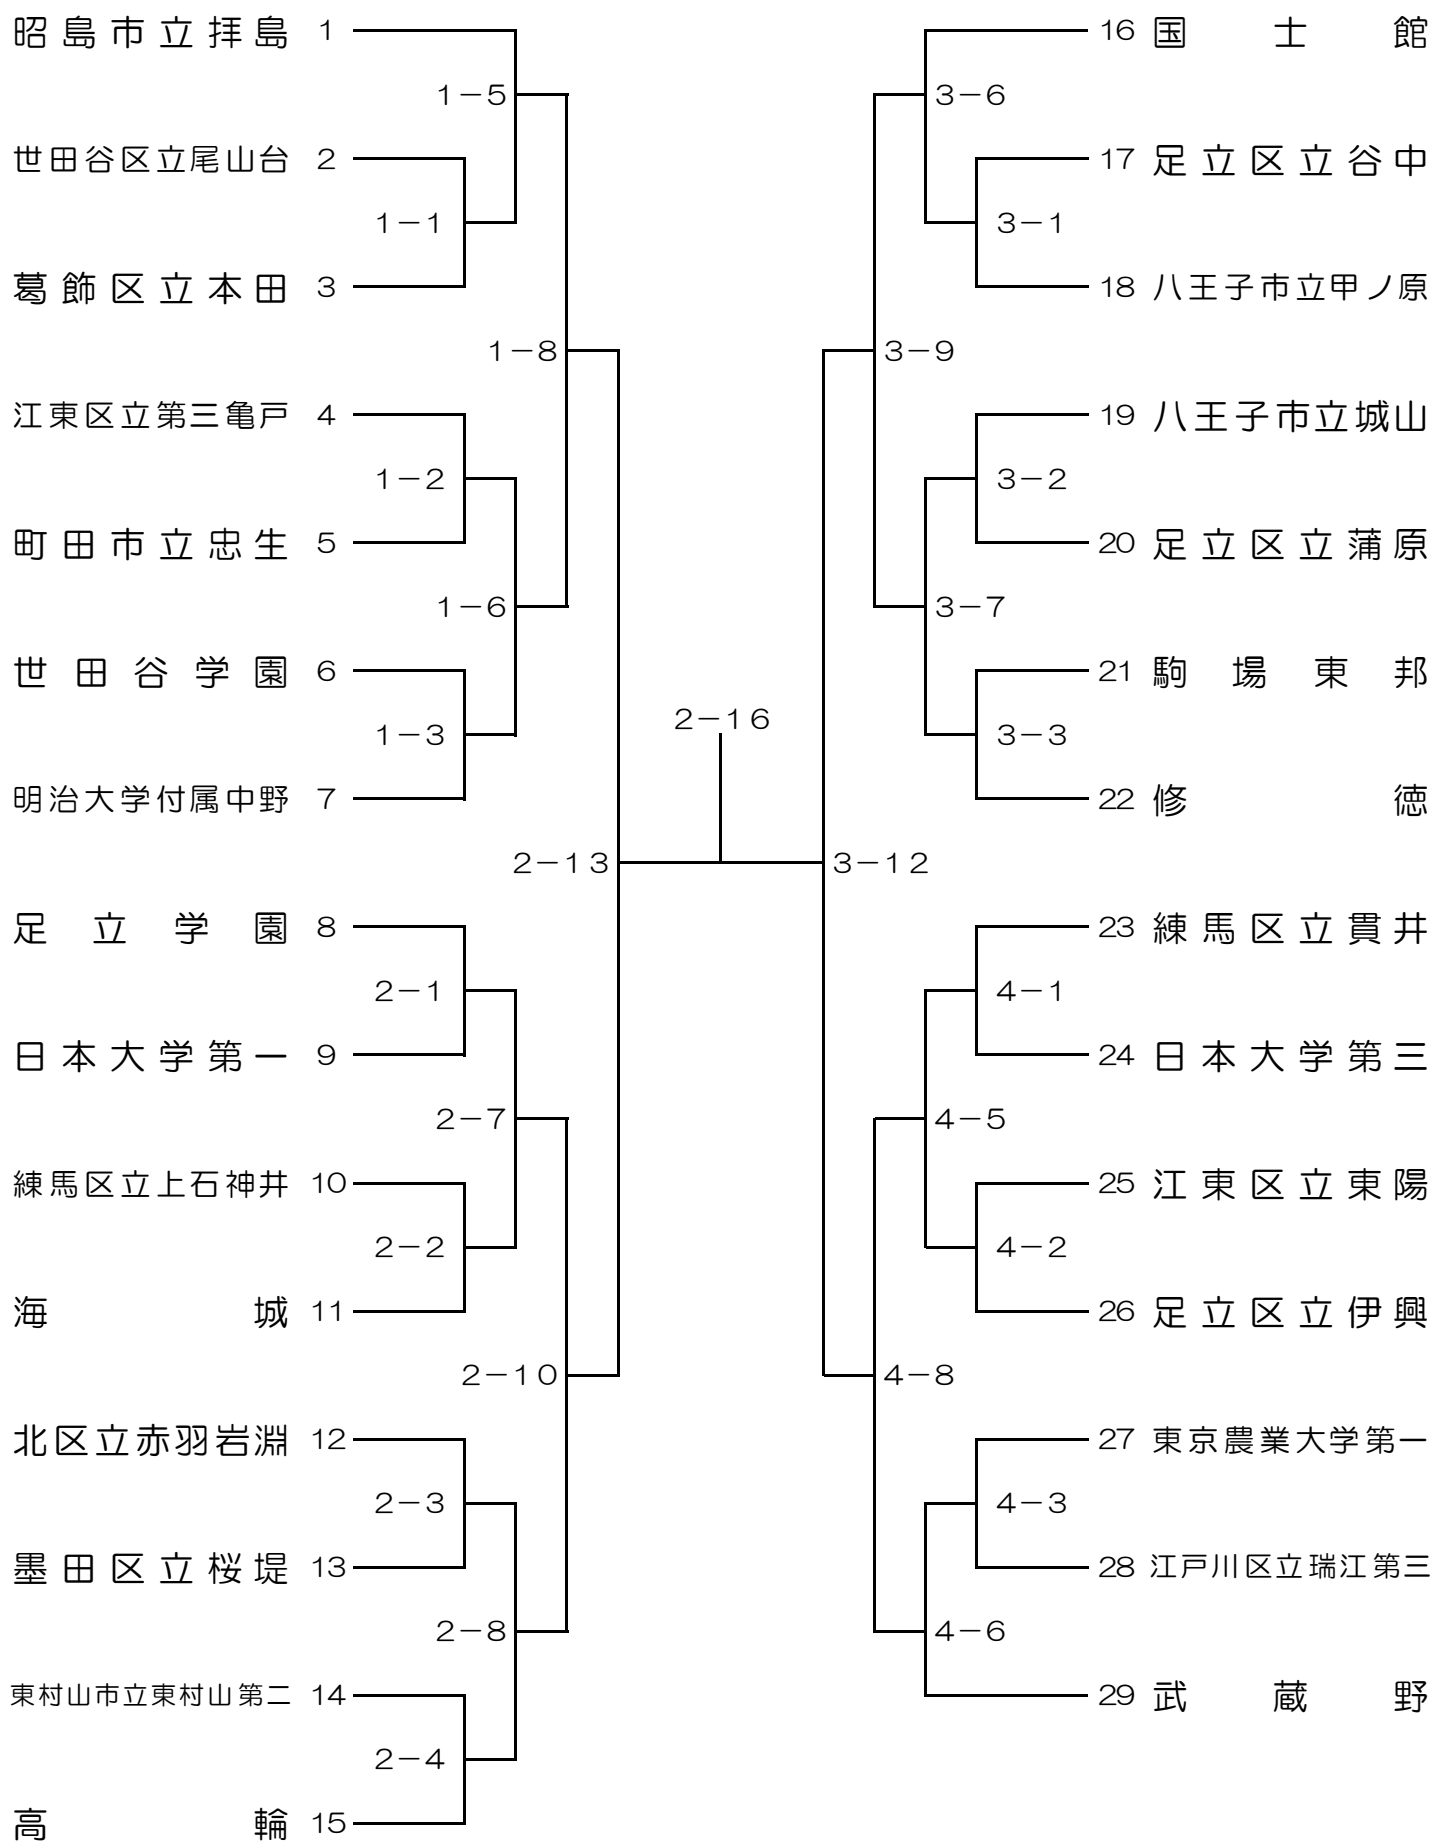 昭島市立拝島 1
1－5
世田谷区立尾山台 2
1－1
葛飾区立本田 3
1－8
江東区立第三亀戸 4
1－2
町田市立忠生 5
1－6
世田谷学園 6
1－3
明治大学付属中野 7
2－13
足立学園 8
2－1
日本大学第一 9
2－7
練馬区立上石神井 10
2－2
海城 11
2－10
北区立赤羽岩淵 12
2－3
墨田区立桜堤 13
2－8
東村山市立東村山第二 14
2－4
高輪 15
2－16
16 国士館
3－6
17 足立区立谷中
3－1
18 八王子市立甲ノ原
3－9
19 八王子市立城山
3－2
20 足立区立蒲原
3－7
21 駒場東邦
3－3
22 修徳
3－12
23 練馬区立貫井
4－1
24 日本大学第三
4－5
25 江東区立東陽
4－2
26 足立区立伊興
4－8
27 東京農業大学第一
4－3
28 江戸川区立瑞江第三
4－6
29 武蔵野